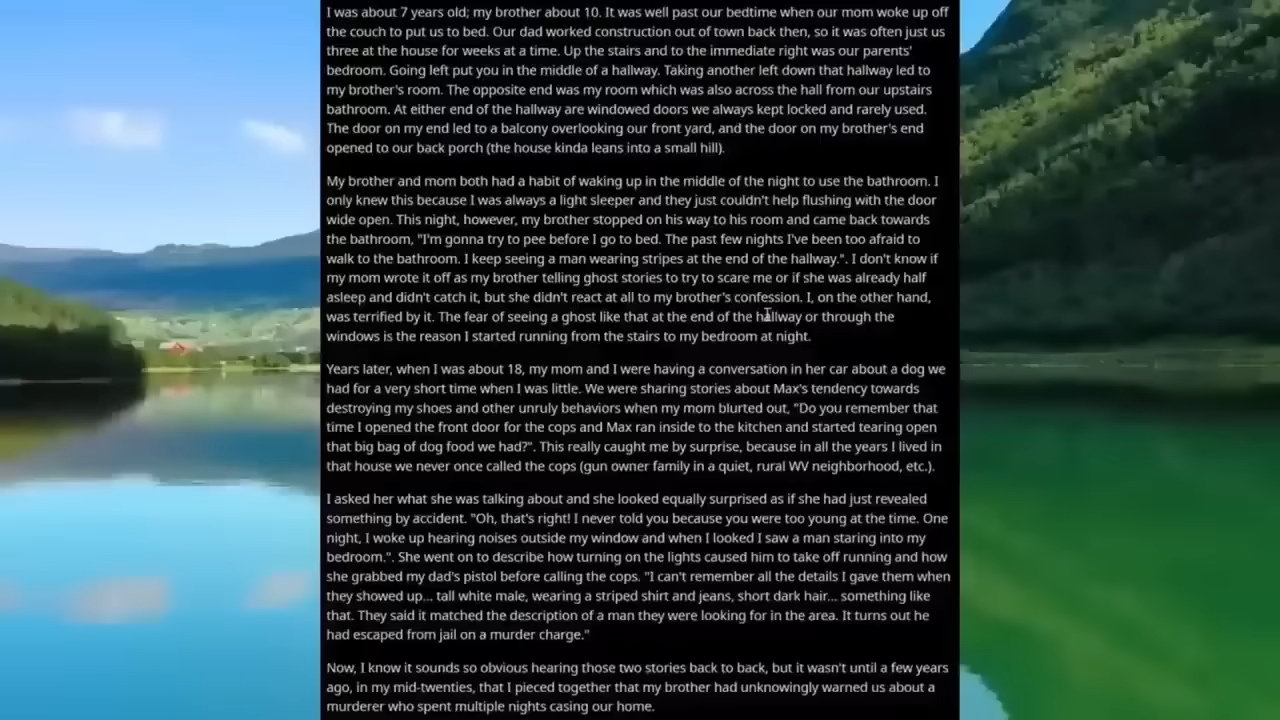 I was about 7 years old; my brother about 10. It was well past our bedtime when our mom woke up off
the couch to put us to bed. Our dad worked construction out of town back then, so it was often just us
three at the house for weeks at a time. Up the stairs and to the immediate right was our parents'
bedroom. Going left put you in the middle of a hallway. Taking another left down that hallway led to
my brother's room. The opposite end was my room which was also across the hall from our upstairs
bathroom. At either end of the hallway are windowed doors we always kept locked and rarely used.
The door on my end led to a balcony overlooking our front yard, and the door on my brother's end
opened to our back porch (the house kinda leans into a small hill).
My brother and mom both had a habit of waking up in the middle of the night to use the bathroom. I
only knew this because I was always a light sleeper and they just couldn't help flushing with the door
wide open. This night, however, my brother stopped on his way to his room and came back towards
the bathroom, "I'm gonna try to pee before I go to bed. The past few nights I've been too afraid to
walk to the bathroom. I keep seeing a man wearing stripes at the end of the hallway.". I don't know if
my mom wrote it off as my brother telling ghost stories to try to scare me or if she was already half
asleep and didn't catch it, but she didn't react at all to my brother's confession. I, on the other hand,
was terrified by it. The fear of seeing a ghost like that at the end of the hallway or through the
windows is the reason I started running from the stairs to my bedroom at night.
Years later, when I was about 18, my mom and I were having a conversation in her car about a dog we
had for a very short time when I was little. We were sharing stories about Max's tendency towards
destroying my shoes and other unruly behaviors when my mom blurted out, "Do you remember that
time I opened the front door for the cops and Max ran inside to the kitchen and started tearing open
that big bag of dog food we had?". This really caught me by surprise, because in all the years I lived in
that house we never once called the cops (gun owner family in a quiet, rural WV neighborhood, etc.).
I asked her what she was talking about and she looked equally surprised as if she had just revealed
something by accident. "Oh, that's right! I never told you because you were too young at the time. One
night, I woke up hearing noises outside my window and when I looked I saw a man staring into my
bedroom.". She went on to describe how turning on the lights caused him to take off running and how
she grabbed my dad's pistol before calling the cops. "I can't remember all the details I gave them when
they showed up... tall white male, wearing a striped shirt and jeans, short dark hair... something like
that. They said it matched the description of a man they were looking for in the area. It turns out he
had escaped from jail on a murder charge."
Now, I know it sounds so obvious hearing those two stories back to back, but it wasn't until a few years
ago, in my mid-twenties, that I pieced together that my brother had unknowingly warned us about a
murderer who spent multiple nights casing our home.